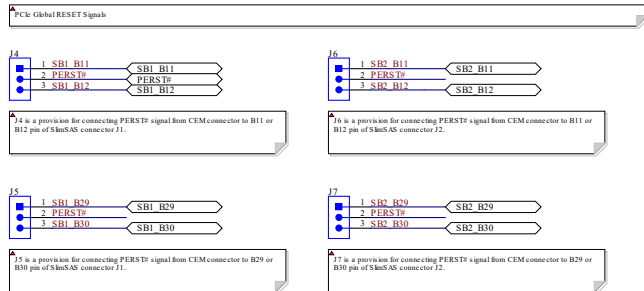 PCIe Global RESET Signals
J4
1 SB1_B11 SB1_B11
2 PERST# PERST#
3 SB1_B12 SB1_B12
J4 is a provision for connecting PERST# signal from CEM connector to B11 or
B12 pin of SlimSAS connector J1.
J6
1 SB2_B11 SB2_B11
2 PERST#
3 SB2_B12 SB2_B12
J6 is a provision for connecting PERST# signal from CEM connector to B11 or
B12 pin of SlimSAS connector J2.
J5
1 SB1_B29 SB1_B29
2 PERST#
3 SB1_B30 SB1_B30
J5 is a provision for connecting PERST# signal from CEM connector to B29 or
B30 pin of SlimSAS connector J1.
J7
1 SB2_B29 SB2_B29
2 PERST#
3 SB2_B30 SB2_B30
J7 is a provision for connecting PERST# signal from CEM connector to B29 or
B30 pin of SlimSAS connector J2.